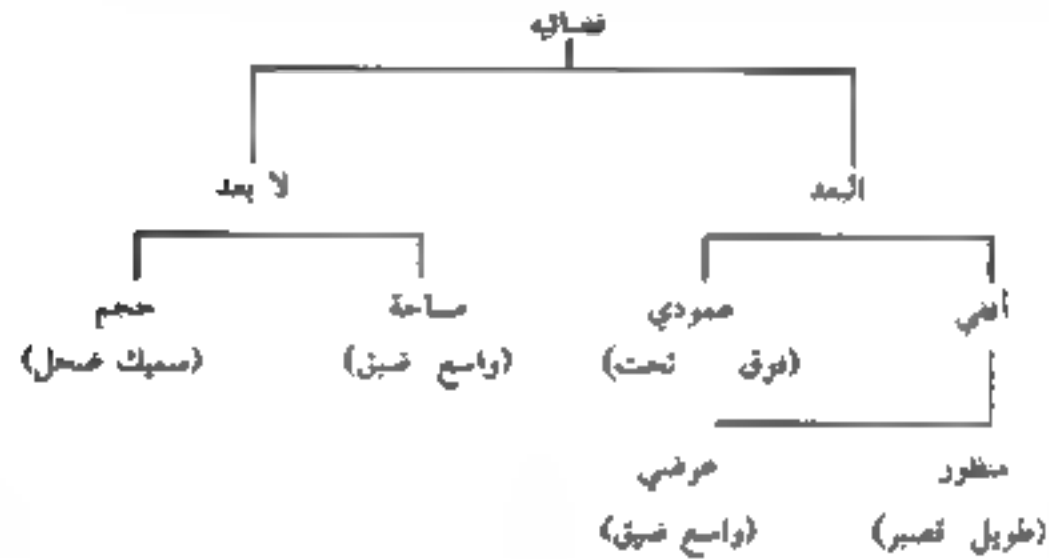 فضائيه
البعد لا بعد
أفقي عمودي مساحة حجم
(فوق تحت) (واسع ضيق) (سميك ضحل)
منظور عرضي
(طويل قصير) (واسع ضيق)